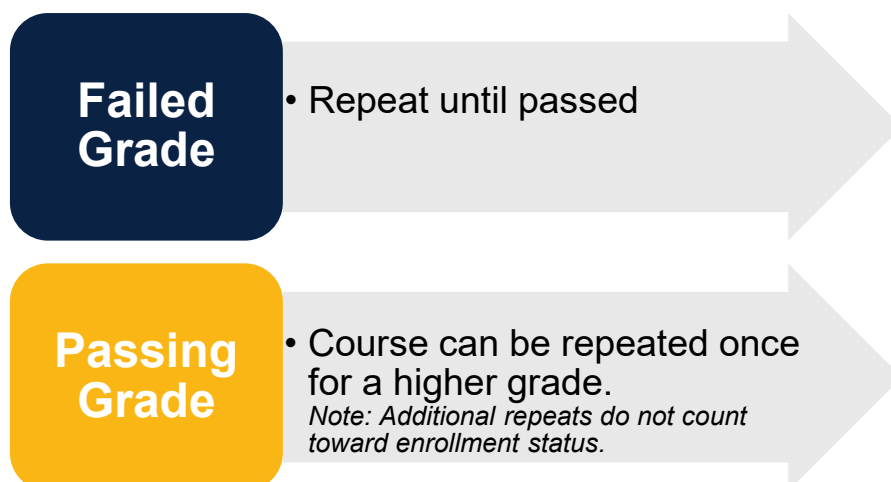 Failed
Grade
• Repeat until passed
Passing
Grade
• Course can be repeated once
for a higher grade.
Note: Additional repeats do not count
toward enrollment status.